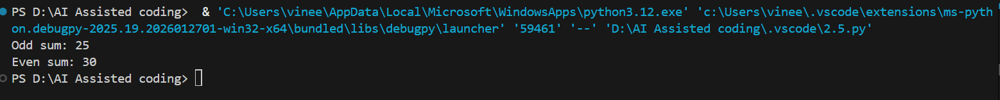 PS D:\AI Assisted coding>  & 'C:\Users\vinee\AppData\Local\Microsoft\WindowsApps\python3.12.exe' 'c:\Users\vinee\.vscode\extensions\ms-pyth
on.debugpy-2025.19.2026012701-win32-x64\bundled\libs\debugpy\launcher' '59461' '--' 'D:\AI Assisted coding\.vscode\2.5.py'
Odd sum: 25
Even sum: 30
PS D:\AI Assisted coding>